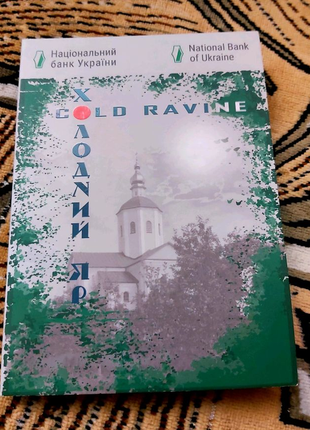 Національний
банк України
National Bank
of Ukraine
COLD RAVINE
ХОЛОДНИЙ ЯР